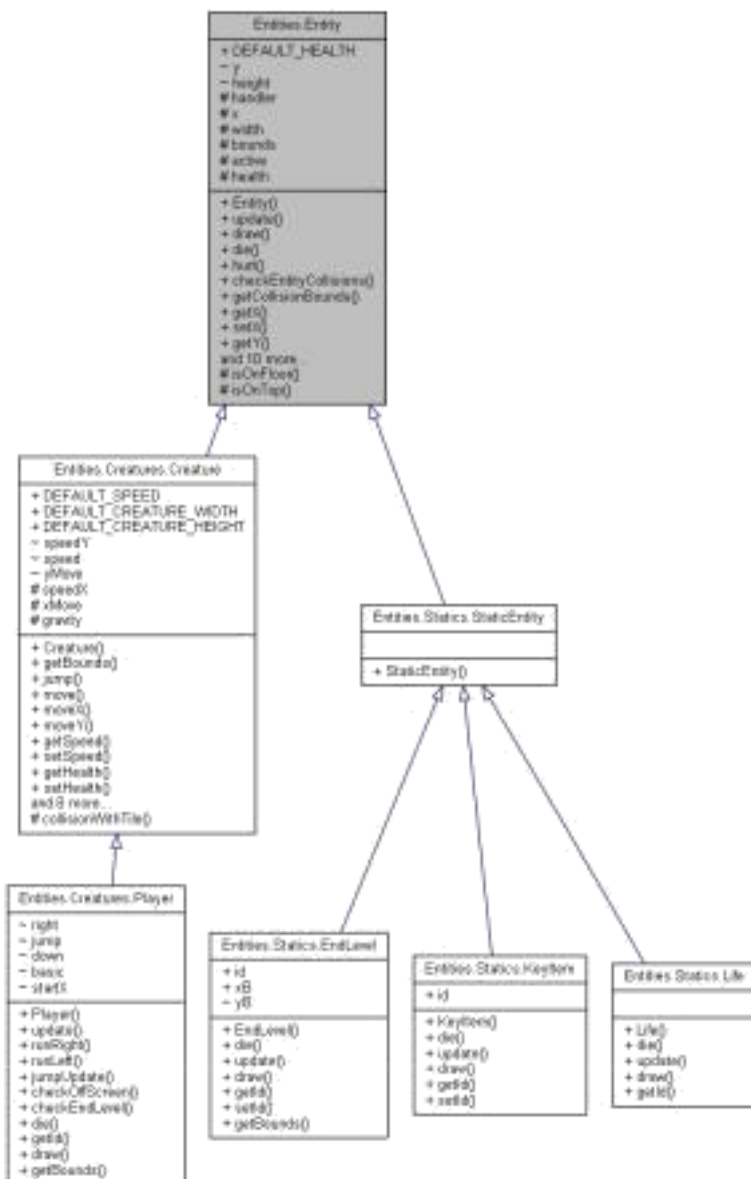 Entities.Entity
+ DEFAULT_HEALTH
~ y
~ height
# handler
# x
# width
# bounds
# active
# health
+ Entity()
+ update()
+ draw()
+ die()
+ hurt()
+ checkEntityCollisions()
+ getCollisionBounds()
+ getX()
+ setX()
+ getY()
and 10 more...
# isOnFloor()
# isOnTop()
Entities.Creatures.Creature
+ DEFAULT_SPEED
+ DEFAULT_CREATURE_WIDTH
+ DEFAULT_CREATURE_HEIGHT
~ speedY
~ speed
~ yMove
# speedX
# xMove
# gravity
+ Creature()
+ getBounds()
+ jump()
+ move()
+ moveX()
+ moveY()
+ getSpeed()
+ setSpeed()
+ getHealth()
+ setHealth()
and 8 more...
# collisionWithTile()
Entities.Statics.StaticEntity
+ StaticEntity()
Entities.Creatures.Player
~ right
~ jump
~ down
~ basic
~ startX
+ Player()
+ update()
+ runRight()
+ runLeft()
+ jumpUpdate()
+ checkOffScreen()
+ checkEndLevel()
+ die()
+ getId()
+ draw()
+ getBounds()
Entities.Statics.EndLevel
+ id
+ xB
~ yB
+ EndLevel()
+ die()
+ update()
+ draw()
+ getId()
+ setId()
+ getBounds()
Entities.Statics.KeyItem
+ id
+ KeyItem()
+ die()
+ update()
+ draw()
+ getId()
+ setId()
Entities.Statics.Life
+ Life()
+ die()
+ update()
+ draw()
+ getId()